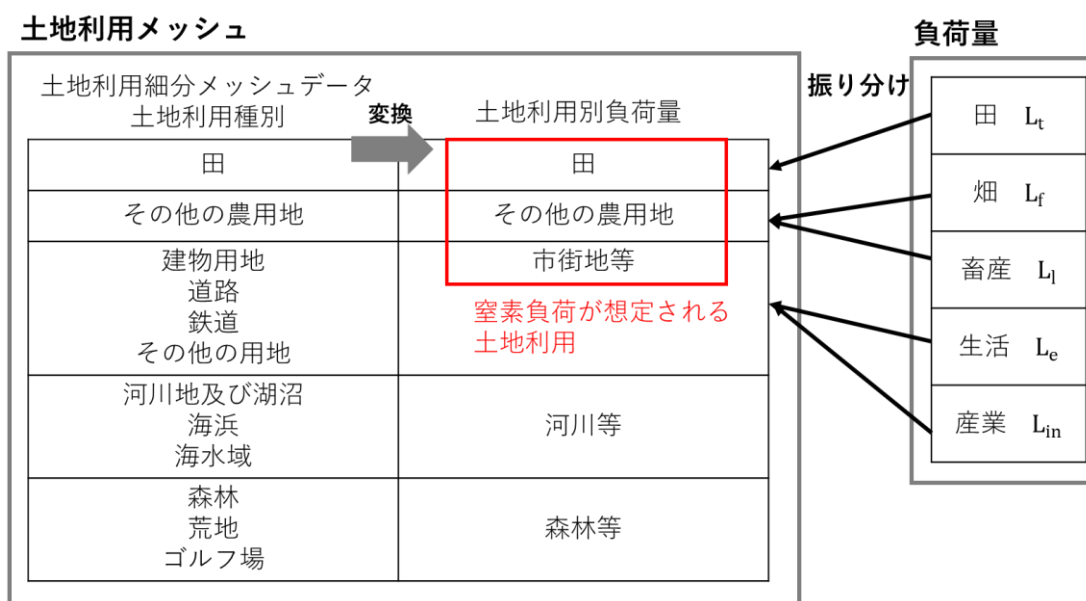 土地利用メッシュ
土地利用細分メッシュデータ
土地利用種別
変換
土地利用別負荷量
田
田
その他の農用地
その他の農用地
建物用地
道路
鉄道
その他の用地
市街地等
窒素負荷が想定される
土地利用
河川地及び湖沼
海浜
海水域
河川等
森林
荒地
ゴルフ場
森林等
振り分け
負荷量
田 Lt
畑 Lf
畜産 Ll
生活 Le
産業 Lin